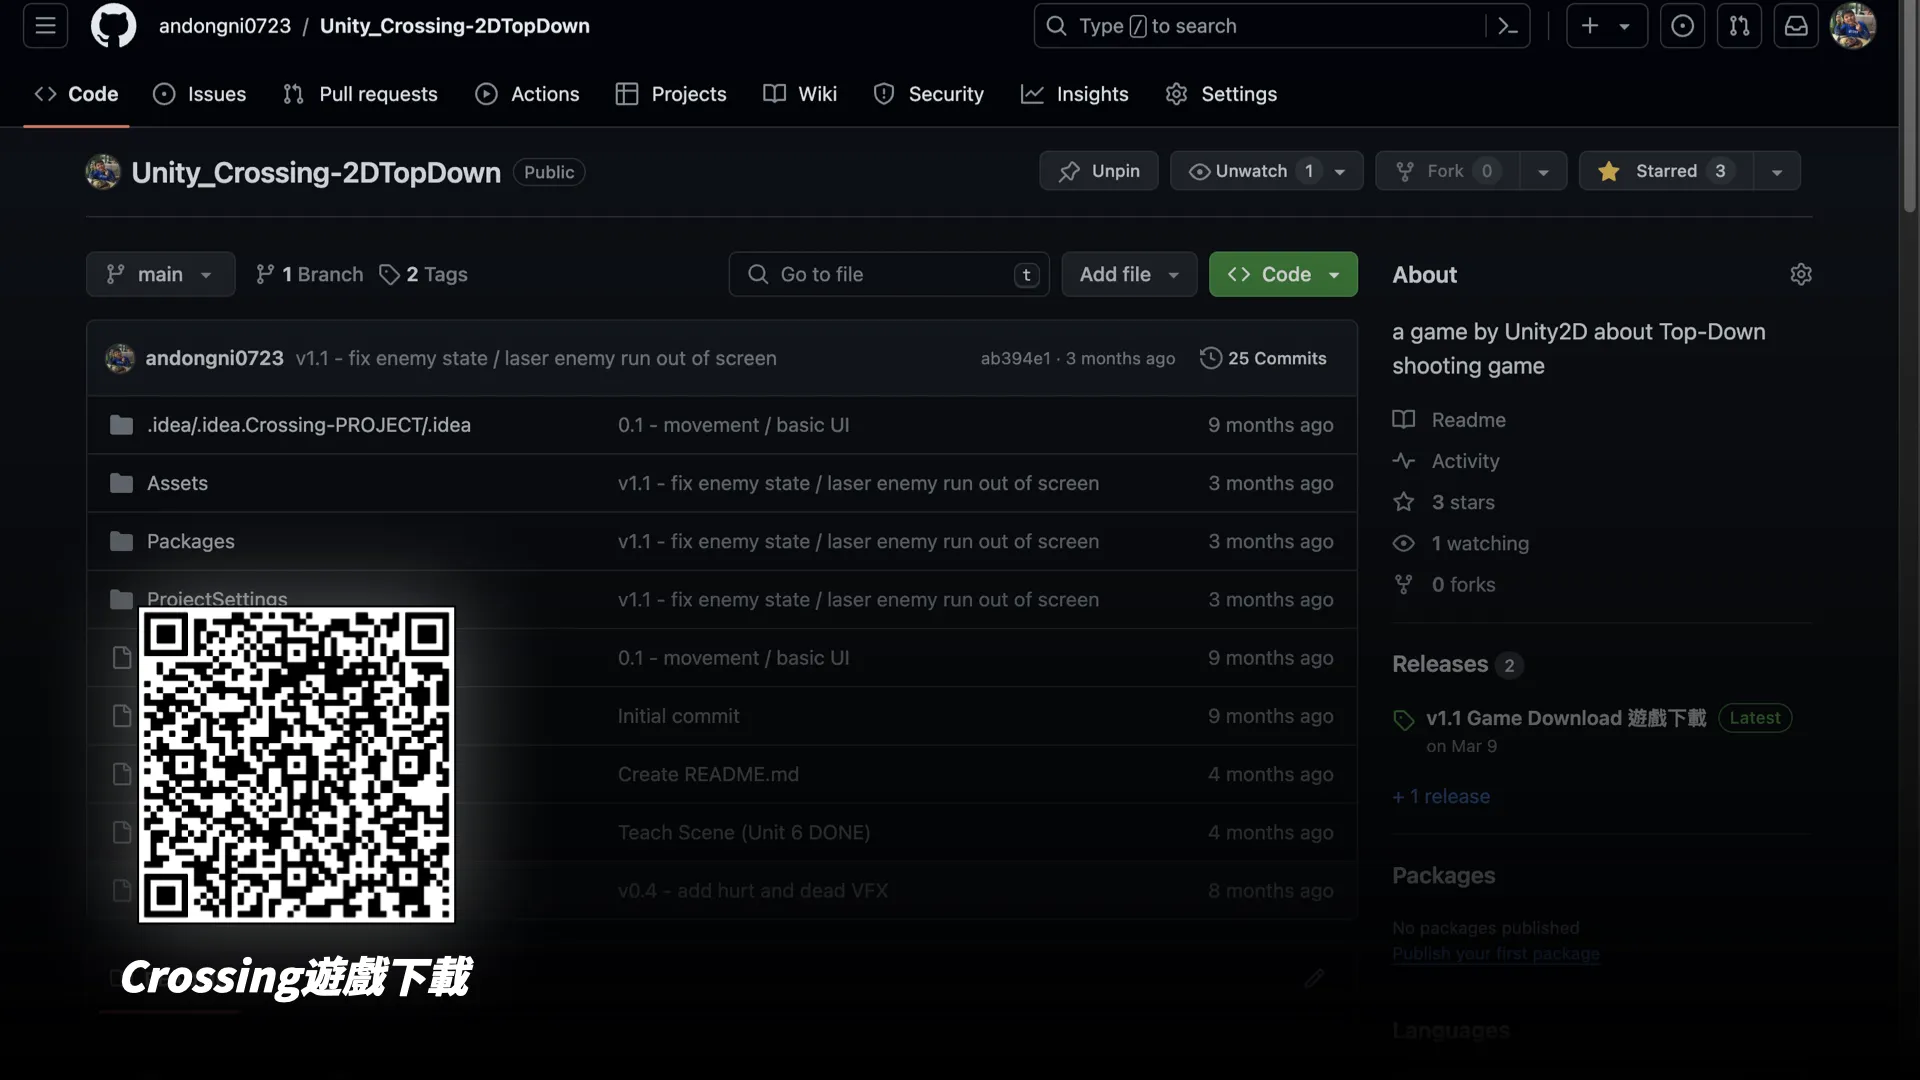 andongni0723 / Unity_Crossing-2DTopDown
Type / to search
Code Issues Pull requests Actions Projects Wiki Security Insights Settings
Unity_Crossing-2DTopDown Public
Unpin Unwatch 1 Fork 0 Starred 3
main 1 Branch 2 Tags Go to file t Add file Code
andongni0723 v1.1 - fix enemy state / laser enemy run out of screen ab394e1 · 3 months ago 25 Commits
.idea/.idea.Crossing-PROJECT/.idea 0.1 - movement / basic UI 9 months ago
Assets v1.1 - fix enemy state / laser enemy run out of screen 3 months ago
Packages v1.1 - fix enemy state / laser enemy run out of screen 3 months ago
ProjectSettings v1.1 - fix enemy state / laser enemy run out of screen 3 months ago
0.1 - movement / basic UI 9 months ago
Initial commit 9 months ago
Create README.md 4 months ago
Teach Scene (Unit 6 DONE) 4 months ago
v0.4 - add hurt and dead VFX 8 months ago
Crossing遊戲下載
About
a game by Unity2D about Top-Down
shooting game
Readme
Activity
3 stars
1 watching
0 forks
Releases 2
v1.1 Game Download 遊戲下載 Latest
on Mar 9
+ 1 release
Packages
No packages published
Publish your first package
Languages